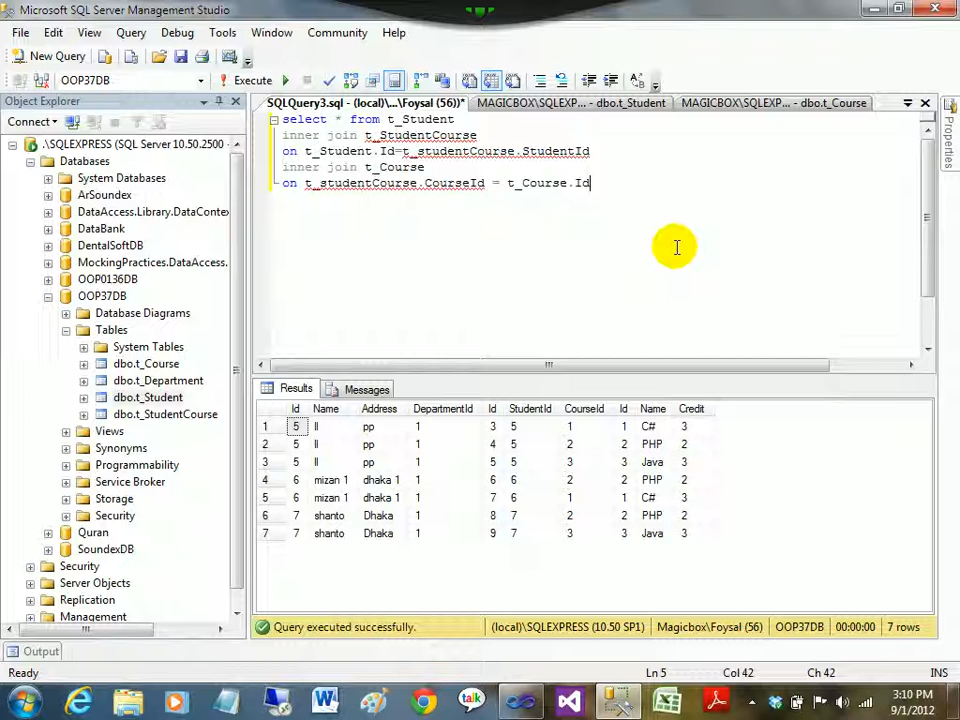 Microsoft SQL Server Management Studio
File Edit View Query Debug Tools Window Community Help
New Query
OOP37DB Execute
Object Explorer
Connect
.\SQLEXPRESS (SQL Server 10.50.2500
Databases
System Databases
ArSoundex
DataAccess.Library.DataContex
DataBank
DentalSoftDB
MockingPractices.DataAccess.
OOP0136DB
OOP37DB
Database Diagrams
Tables
System Tables
dbo.t_Course
dbo.t_Department
dbo.t_Student
dbo.t_StudentCourse
Views
Synonyms
Programmability
Service Broker
Storage
Security
Quran
SoundexDB
Security
Server Objects
Replication
Management
SQLQuery3.sql - (local)\...\Foysal (56))* MAGICBOX\SQLEXP... - dbo.t_Student MAGICBOX\SQLEXP... - dbo.t_Course
select * from t_Student
inner join t_StudentCourse
on t_Student.Id=t_studentCourse.StudentId
inner join t_Course
on t_studentCourse.CourseId = t_Course.Id
Properties
Results Messages
Id Name Address DepartmentId Id StudentId CourseId Id Name Credit
1 5 ll pp 1 3 5 1 1 C# 3
2 5 ll pp 1 4 5 2 2 PHP 2
3 5 ll pp 1 5 5 3 3 Java 3
4 6 mizan 1 dhaka 1 1 6 6 2 2 PHP 2
5 6 mizan 1 dhaka 1 1 7 6 1 1 C# 3
6 7 shanto Dhaka 1 8 7 2 2 PHP 2
7 7 shanto Dhaka 1 9 7 3 3 Java 3
Query executed successfully. (local)\SQLEXPRESS (10.50 SP1) Magicbox\Foysal (56) OOP37DB 00:00:00 7 rows
Output
Ready Ln 5 Col 42 Ch 42 INS
talk
3:10 PM
9/1/2012